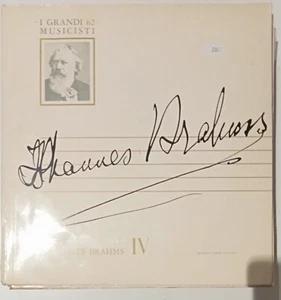 I GRANDI 62
MUSICISTI
Johannes Brahms
BRAHMS IV